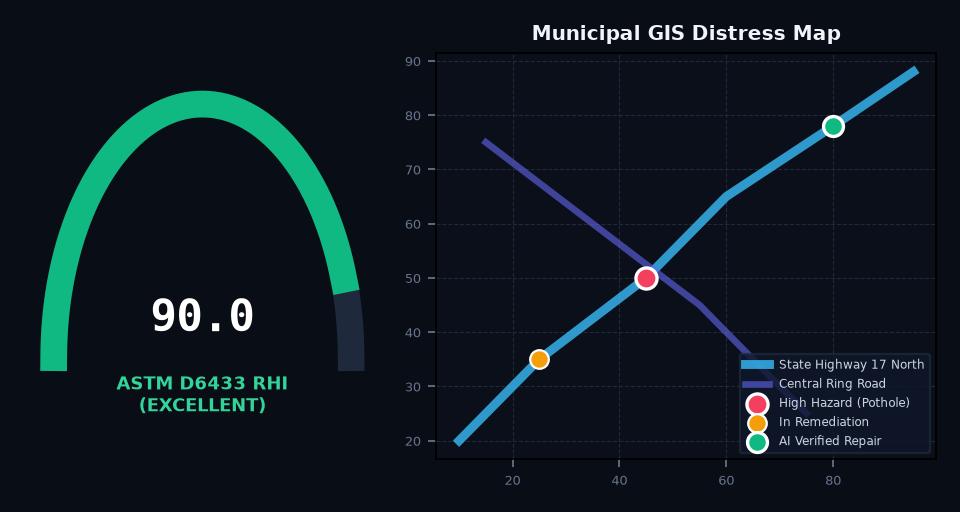 90.0
ASTM D6433 RHI
(EXCELLENT)
Municipal GIS Distress Map
90
80
70
60
50
40
30
20
20 40 60 80
State Highway 17 North
Central Ring Road
High Hazard (Pothole)
In Remediation
AI Verified Repair